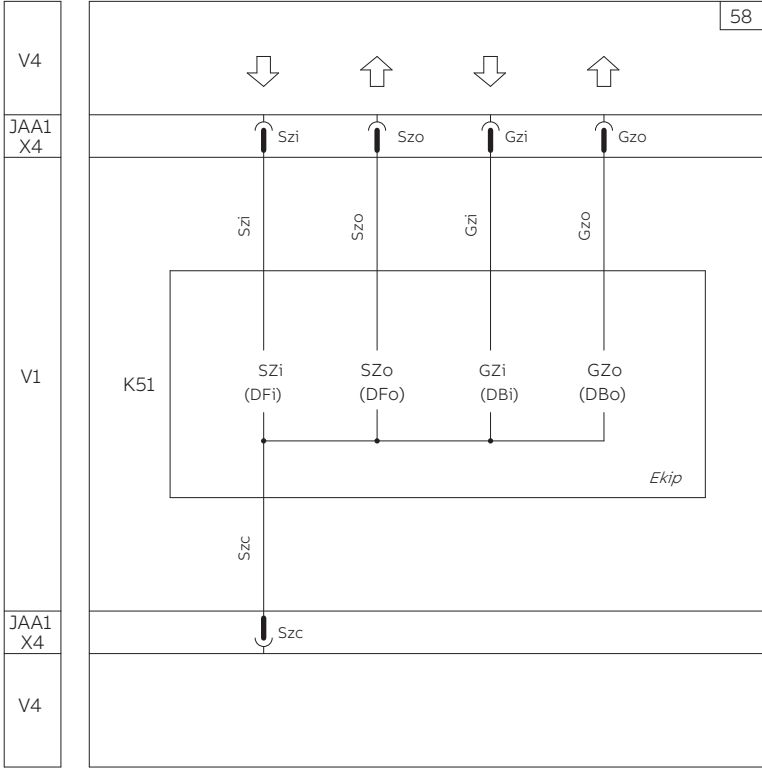 58
V4
JAA1
X4
Szi Szo Gzi Gzo
Szi Szo Gzi Gzo
V1
K51
SZi SZo GZi GZo
(DFi) (DFo) (DBi) (DBo)
Ekip
Szc
JAA1
X4
Szc
V4